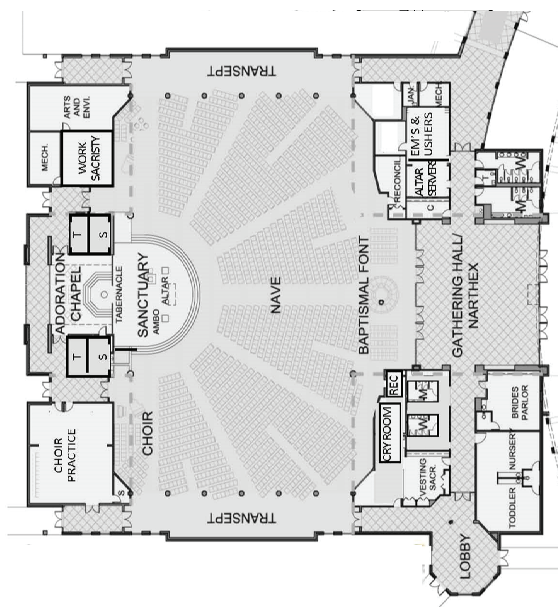 TRANSEPT
ARTS
AND
ENVI.
MECH.
WORK
SACRISTY
JAN.
MECH
EM'S &
USHERS
RECONCIL.
ALTAR
SERVERS
C
W
M
T
S
ADORATION
CHAPEL
TABERNACLE
SANCTUARY
AMBO
ALTAR
NAVE
BAPTISMAL FONT
GATHERING HALL/
NARTHEX
T
S
REC
M
W
CRY ROOM
BRIDES
PARLOR
CHOIR
PRACTICE
CHOIR
S
VESTING
SACR.
NURSERY
TODDLER
TRANSEPT
LOBBY